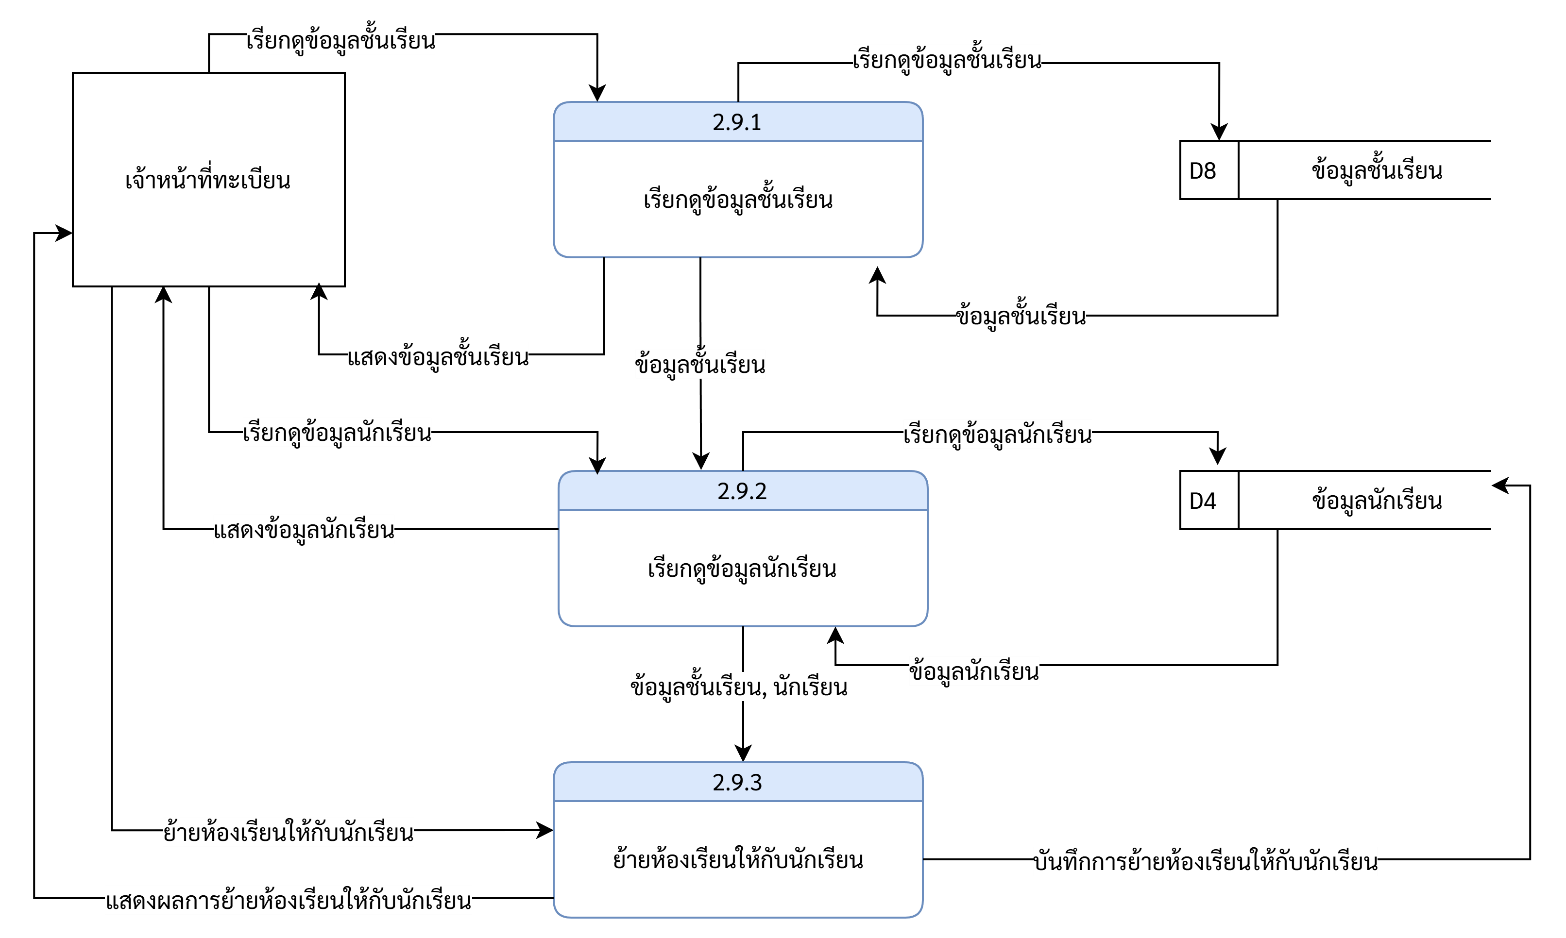 เรียกดูข้อมูลชั้นเรียน
เรียกดูข้อมูลชั้นเรียน
2.9.1
เจ้าหน้าที่ทะเบียน
เรียกดูข้อมูลชั้นเรียน
D8
ข้อมูลชั้นเรียน
ข้อมูลชั้นเรียน
แสดงข้อมูลชั้นเรียน
ข้อมูลชั้นเรียน
เรียกดูข้อมูลนักเรียน
เรียกดูข้อมูลนักเรียน
2.9.2
D4
ข้อมูลนักเรียน
แสดงข้อมูลนักเรียน
เรียกดูข้อมูลนักเรียน
ข้อมูลนักเรียน
ข้อมูลชั้นเรียน, นักเรียน
2.9.3
ย้ายห้องเรียนให้กับนักเรียน
ย้ายห้องเรียนให้กับนักเรียน
บันทึกการย้ายห้องเรียนให้กับนักเรียน
แสดงผลการย้ายห้องเรียนให้กับนักเรียน